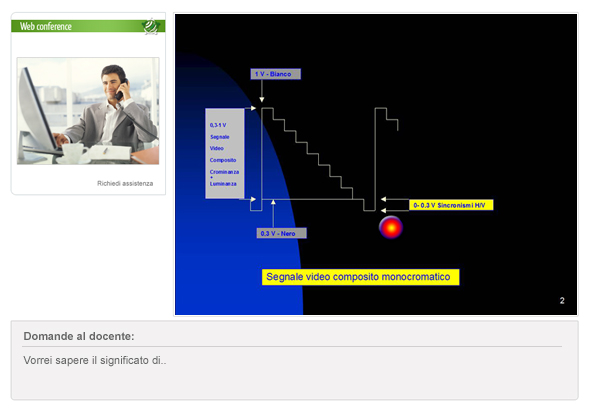 Web conference
Richiedi assistenza
1 V - Bianco
0,3-1 V
Segnale
Video
Composito
Crominanza
+
Luminanza
0- 0.3 V Sincronismi H/V
0.3 V - Nero
Segnale video composito monocromatico
2
Domande al docente:
Vorrei sapere il significato di..